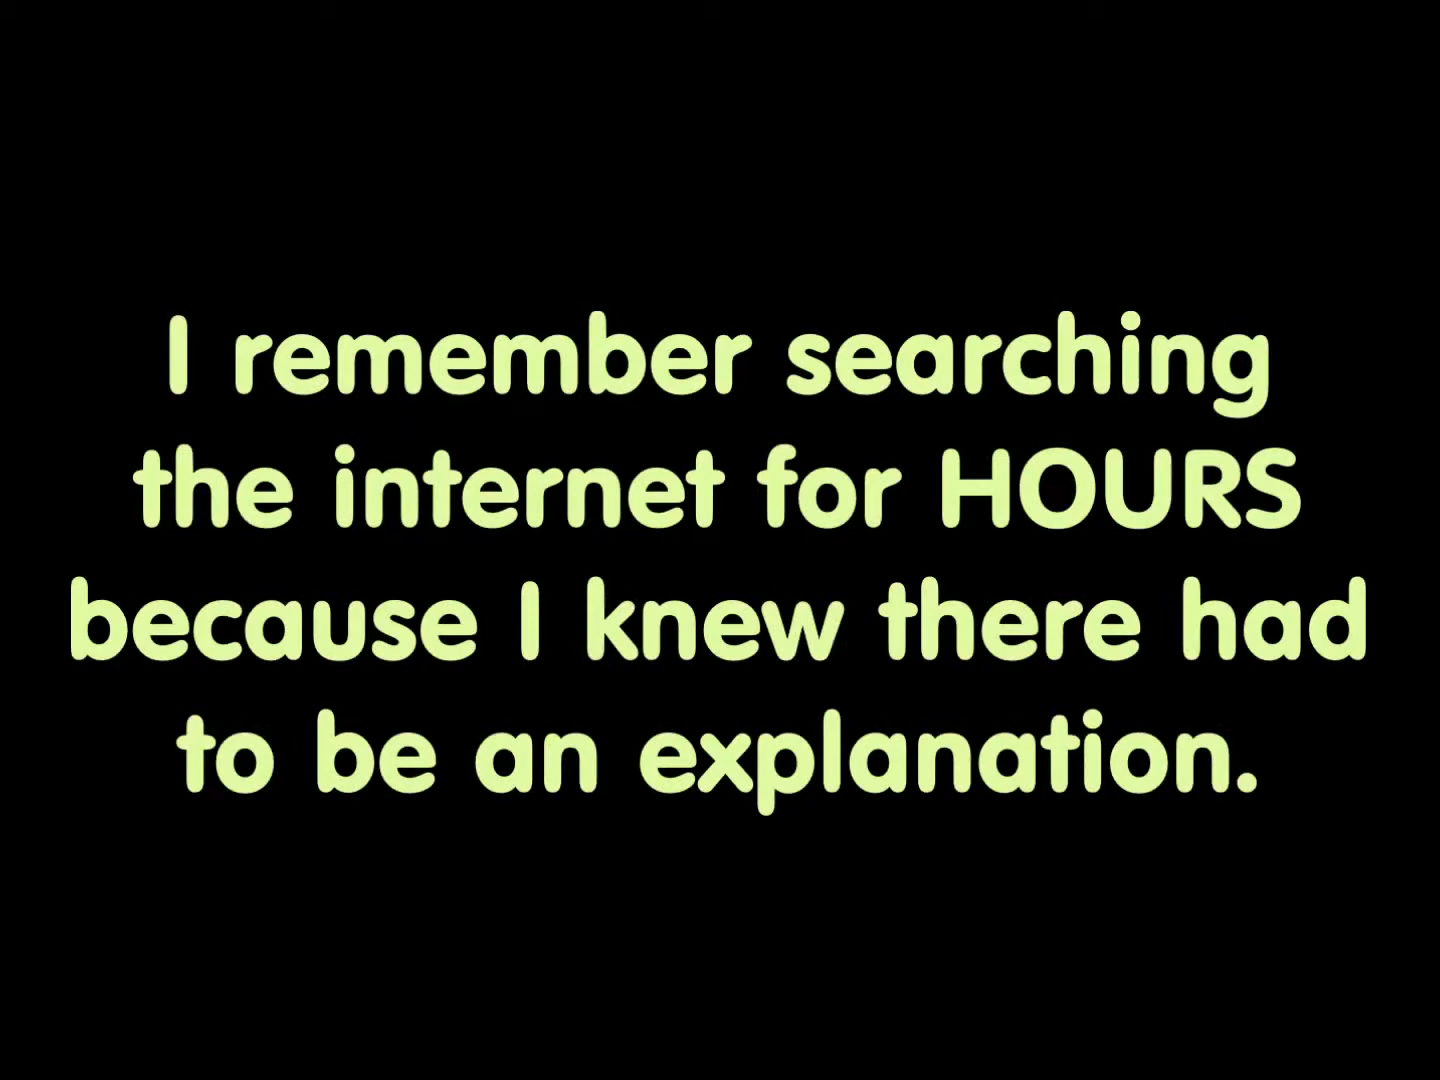 I remember searching
the internet for HOURS
because I knew there had
to be an explanation.